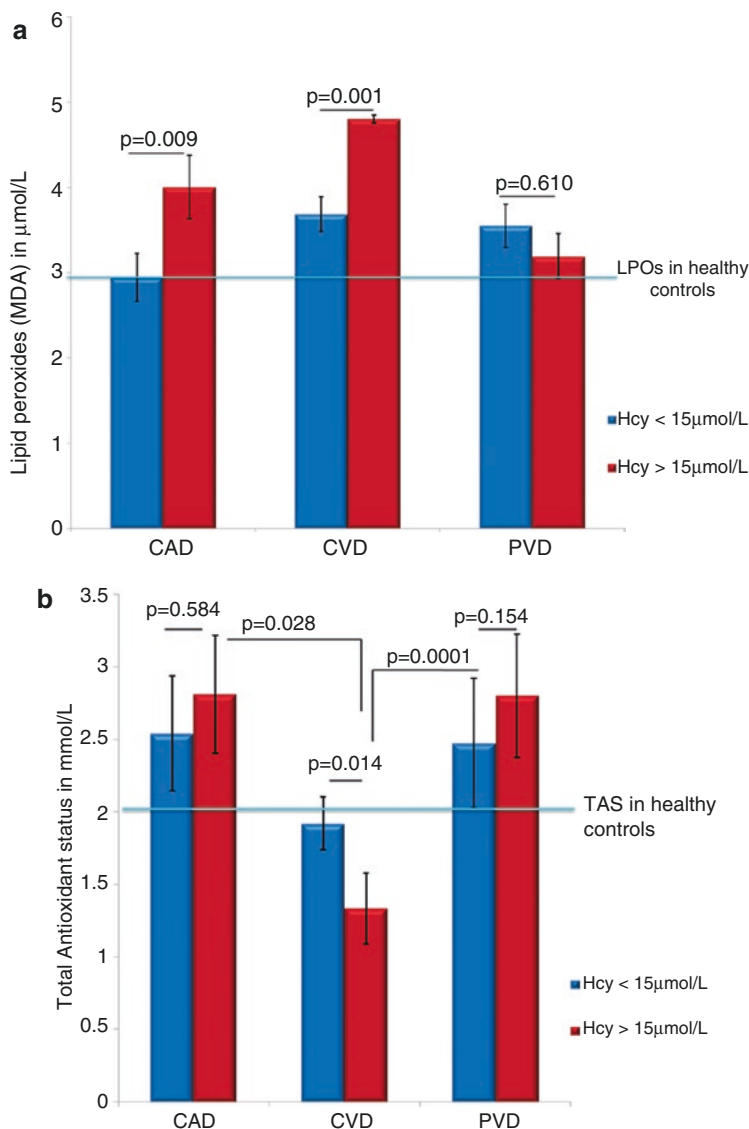 a
6
5
4
3
2
1
0
Lipid peroxides (MDA) in μmol/L
p=0.009
p=0.001
p=0.610
LPOs in healthy
controls
Hcy < 15μmol/L
Hcy > 15μmol/L
CAD
CVD
PVD
b
3.5
3
2.5
2
1.5
1
0.5
0
Total Antioxidant status in mmol/L
p=0.584
p=0.028
p=0.0001
p=0.154
p=0.014
TAS in healthy
controls
Hcy < 15μmol/L
Hcy > 15μmol/L
CAD
CVD
PVD